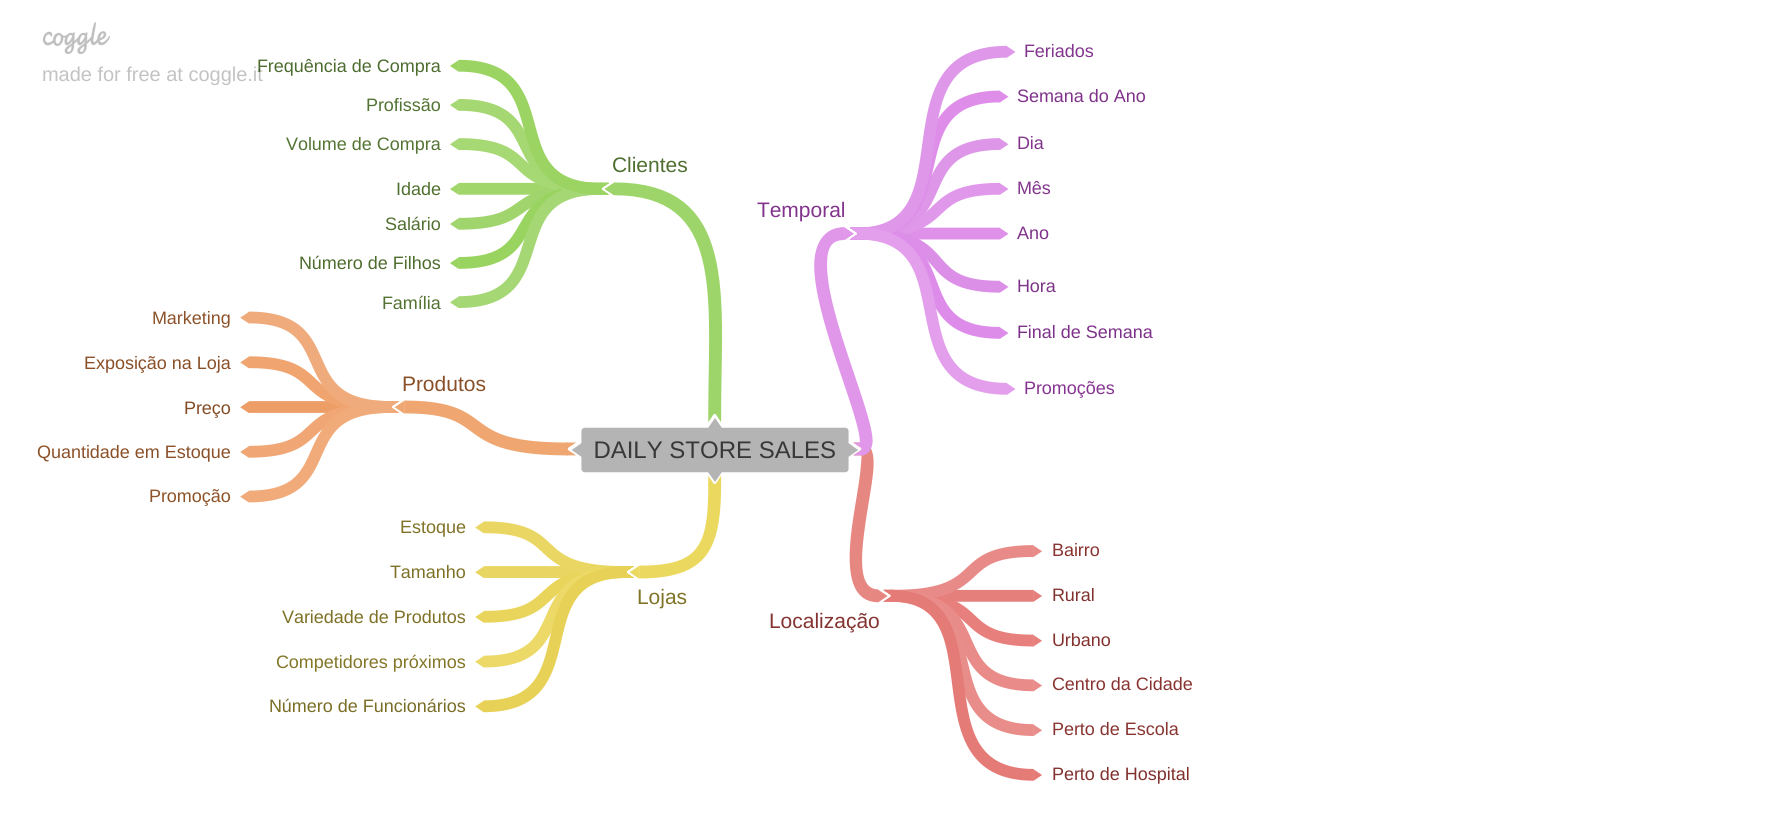 coggle
made for free at coggle.it
Clientes
Frequência de Compra
Profissão
Volume de Compra
Idade
Salário
Número de Filhos
Família
Produtos
Marketing
Exposição na Loja
Preço
Quantidade em Estoque
Promoção
DAILY STORE SALES
Lojas
Estoque
Tamanho
Variedade de Produtos
Competidores próximos
Número de Funcionários
Temporal
Feriados
Semana do Ano
Dia
Mês
Ano
Hora
Final de Semana
Promoções
Localização
Bairro
Rural
Urbano
Centro da Cidade
Perto de Escola
Perto de Hospital